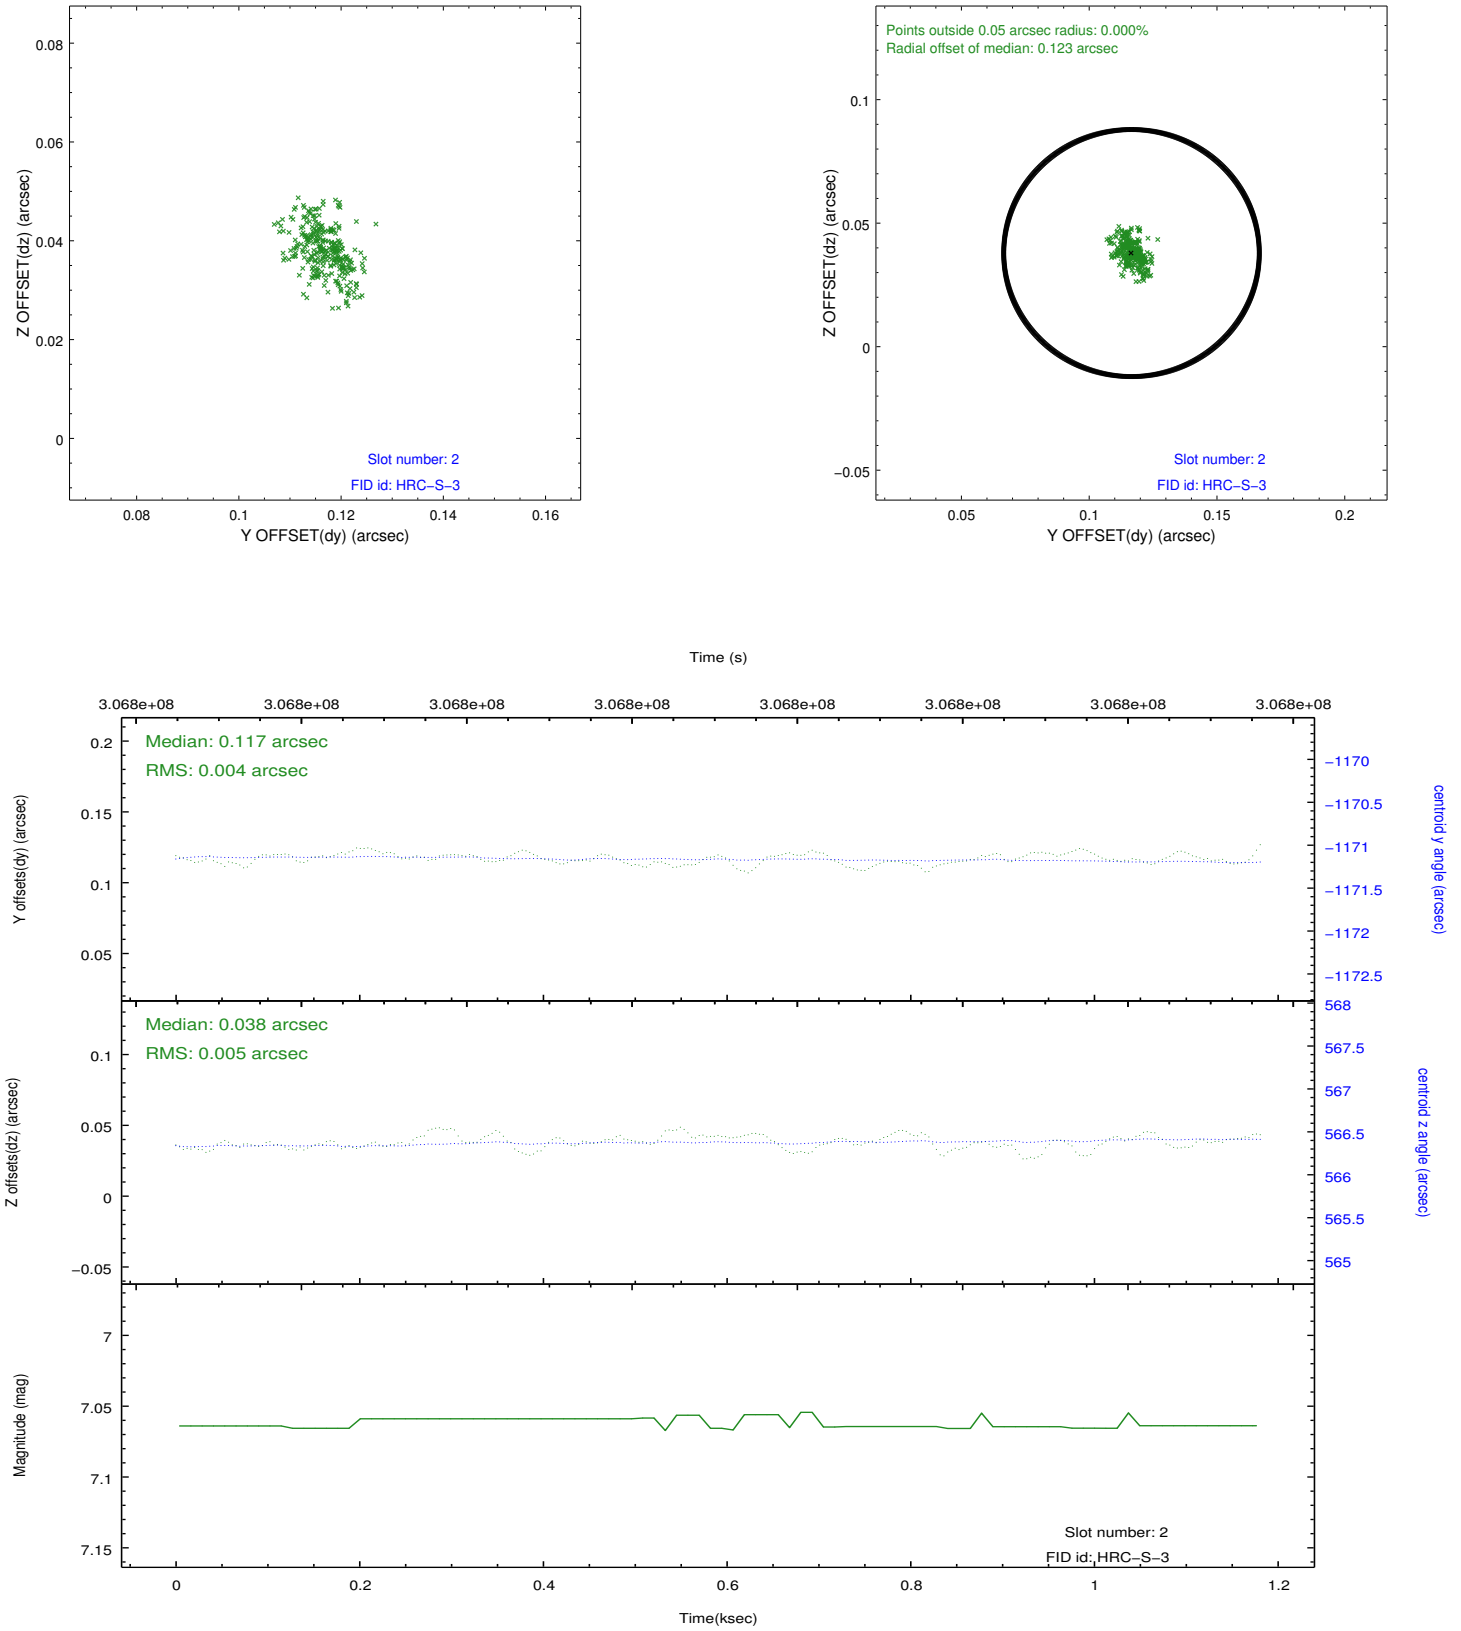 0.08
0.06
0.04
0.02
0
Z OFFSET(dz) (arcsec)
Slot number: 2
FID id: HRC−S−3
0.08 0.1 0.12 0.14 0.16
Y OFFSET(dy) (arcsec)
Points outside 0.05 arcsec radius: 0.000%
Radial offset of median: 0.123 arcsec
0.1
0.05
0
−0.05
Z OFFSET(dz) (arcsec)
Slot number: 2
FID id: HRC−S−3
0.05 0.1 0.15 0.2
Y OFFSET(dy) (arcsec)
Time (s)
3.068e+08 3.068e+08 3.068e+08 3.068e+08 3.068e+08 3.068e+08 3.068e+08 3.068e+08
Median: 0.117 arcsec
RMS: 0.004 arcsec
0.2
0.15
0.1
0.05
Y offsets(dy) (arcsec)
−1170
−1170.5
−1171
−1171.5
−1172
−1172.5
centroid y angle (arcsec)
Median: 0.038 arcsec
RMS: 0.005 arcsec
0.1
0.05
0
−0.05
Z offsets(dz) (arcsec)
568
567.5
567
566.5
566
565.5
565
centroid z angle (arcsec)
7
7.05
7.1
7.15
Magnitude (mag)
Slot number: 2
FID id: HRC−S−3
0 0.2 0.4 0.6 0.8 1 1.2
Time(ksec)